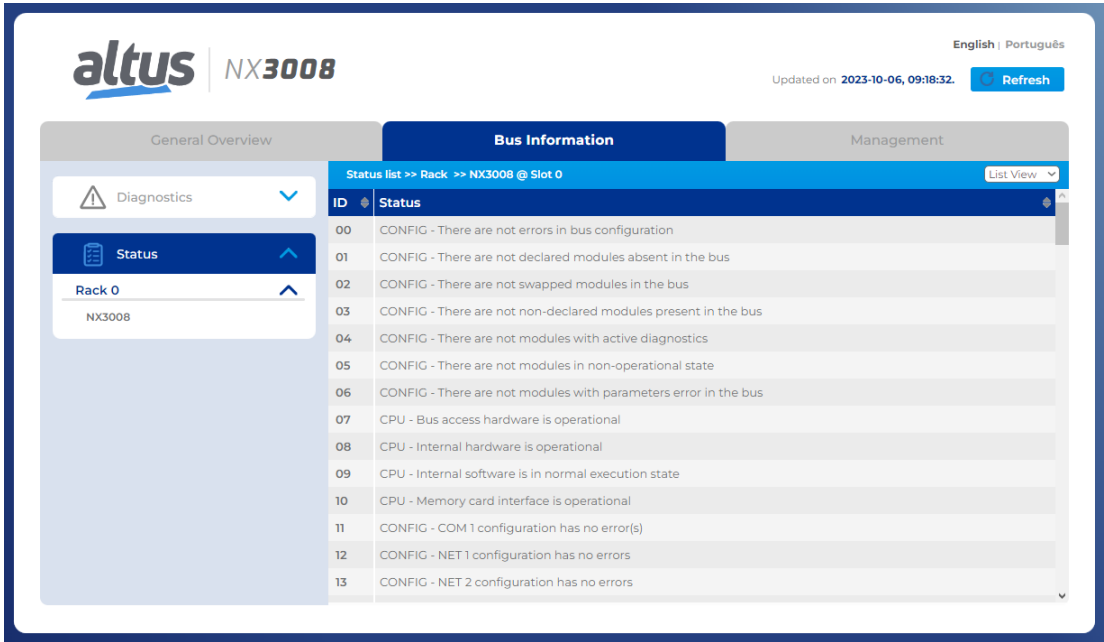 English | Português
altus NX3008
Updated on 2023-10-06, 09:18:32. Refresh
General Overview Bus Information Management
Diagnostics
Status
Rack 0
NX3008
Status list >> Rack >> NX3008 @ Slot 0 List View
ID Status
00 CONFIG - There are not errors in bus configuration
01 CONFIG - There are not declared modules absent in the bus
02 CONFIG - There are not swapped modules in the bus
03 CONFIG - There are not non-declared modules present in the bus
04 CONFIG - There are not modules with active diagnostics
05 CONFIG - There are not modules in non-operational state
06 CONFIG - There are not modules with parameters error in the bus
07 CPU - Bus access hardware is operational
08 CPU - Internal hardware is operational
09 CPU - Internal software is in normal execution state
10 CPU - Memory card interface is operational
11 CONFIG - COM 1 configuration has no error(s)
12 CONFIG - NET 1 configuration has no errors
13 CONFIG - NET 2 configuration has no errors